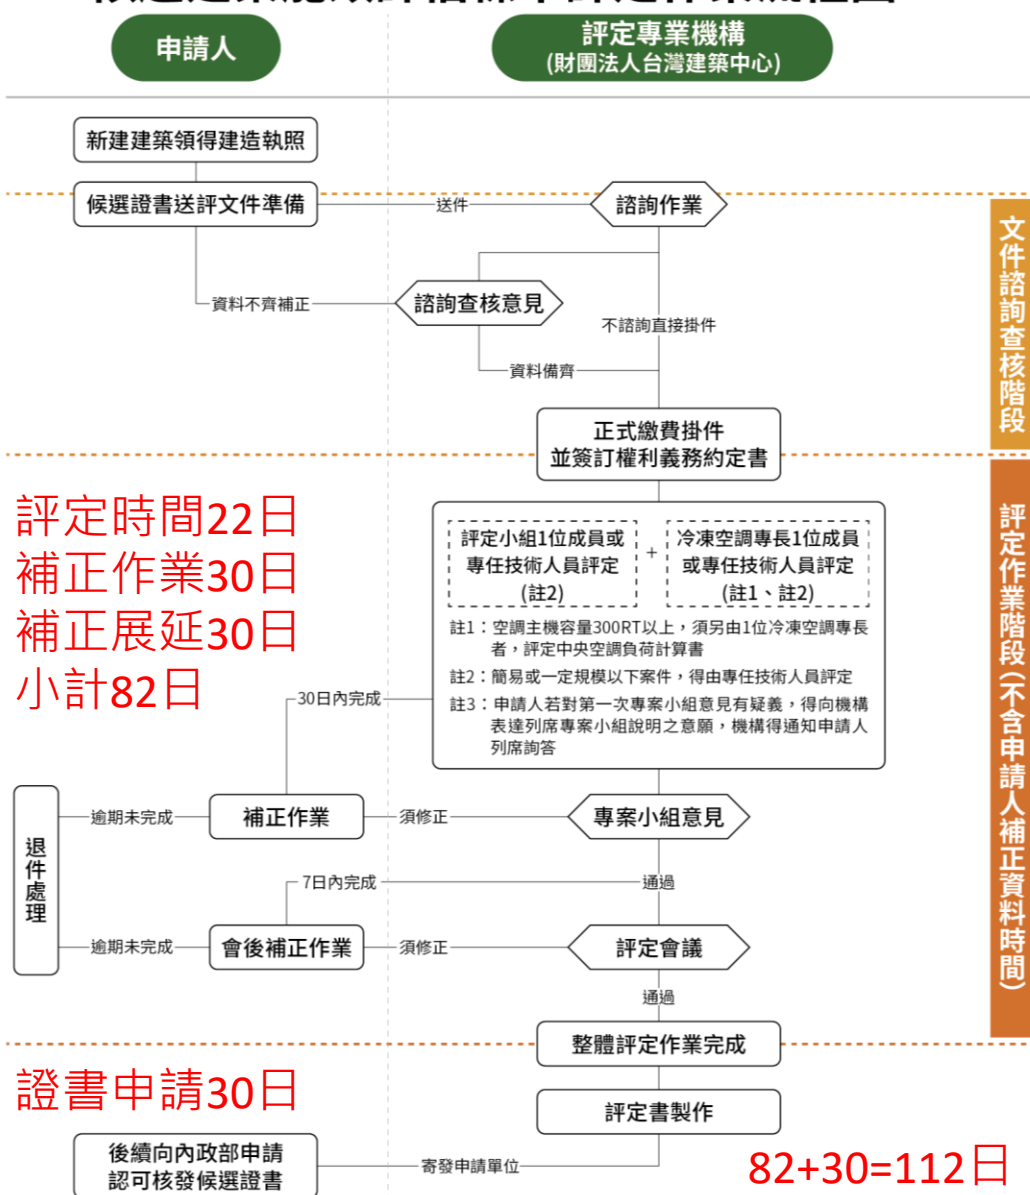 申請人
評定專業機構
(財團法人台灣建築中心)
新建建築領得建造執照
候選證書送評文件準備
送件
諮詢作業
資料不齊補正
諮詢查核意見
不諮詢直接掛件
資料備齊
正式繳費掛件
並簽訂權利義務約定書
文件諮詢查核階段
評定時間22日
補正作業30日
補正展延30日
小計82日
評定小組1位成員或
專任技術人員評定
(註2)
+
冷凍空調專長1位成員
或專任技術人員評定
(註1、註2)
註1：空調主機容量300RT以上，須另由1位冷凍空調專長
者，評定中央空調負荷計算書
註2：簡易或一定規模以下案件，得由專任技術人員評定
註3：申請人若對第一次專案小組意見有疑義，得向機構
表達列席專案小組說明之意願，機構得通知申請人
列席詢答
30日內完成
退件處理
逾期未完成
補正作業
須修正
專案小組意見
7日內完成
通過
逾期未完成
會後補正作業
須修正
評定會議
通過
整體評定作業完成
評定作業階段(不含申請人補正資料時間)
證書申請30日
評定書製作
後續向內政部申請
認可核發候選證書
寄發申請單位
82+30=112日